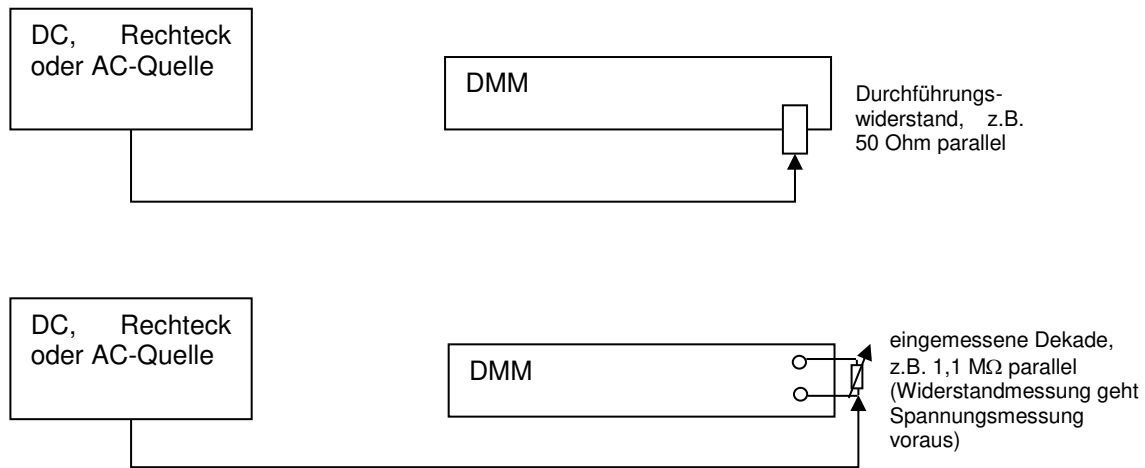 DC, Rechteck
oder AC-Quelle
DMM
Durchführungs-
widerstand, z.B.
50 Ohm parallel
DC, Rechteck
oder AC-Quelle
DMM
eingemessene Dekade,
z.B. 1,1 MΩ parallel
(Widerstandmessung geht
Spannungsmessung
voraus)